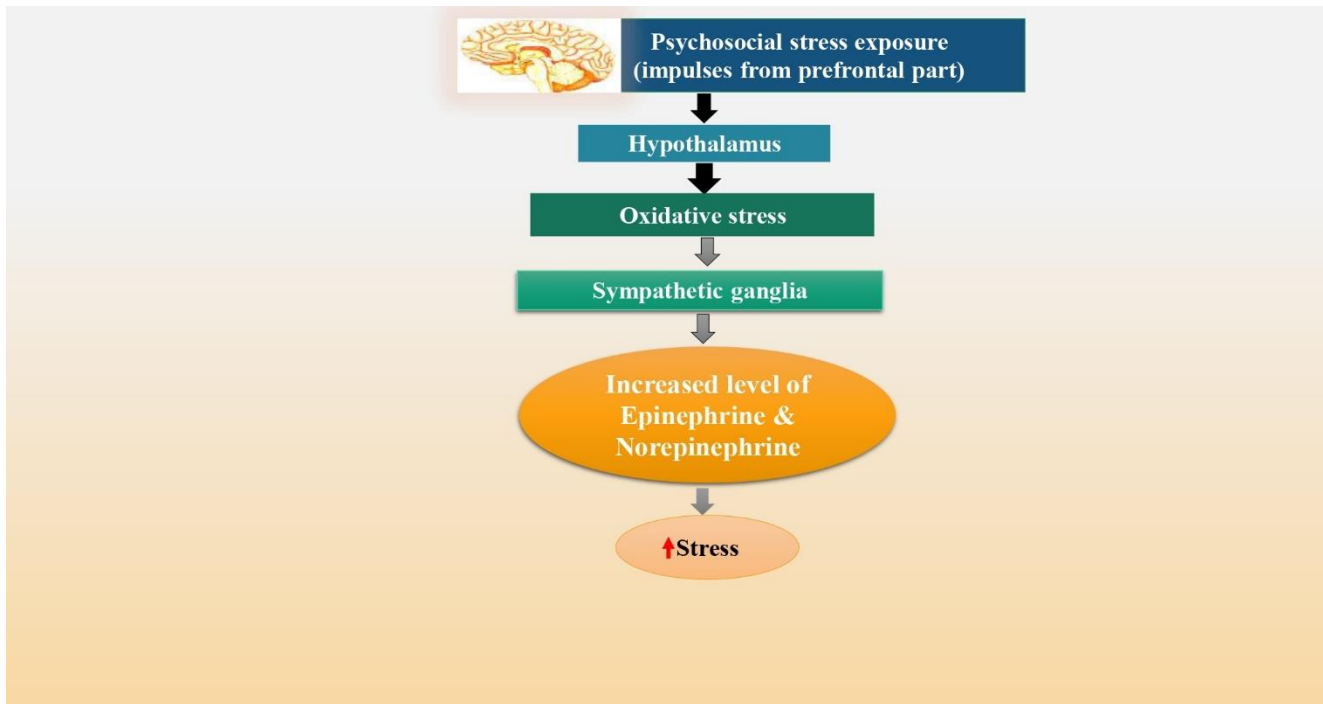 Psychosocial stress exposure
(impulses from prefrontal part)
Hypothalamus
Oxidative stress
Sympathetic ganglia
Increased level of
Epinephrine &
Norepinephrine
Stress